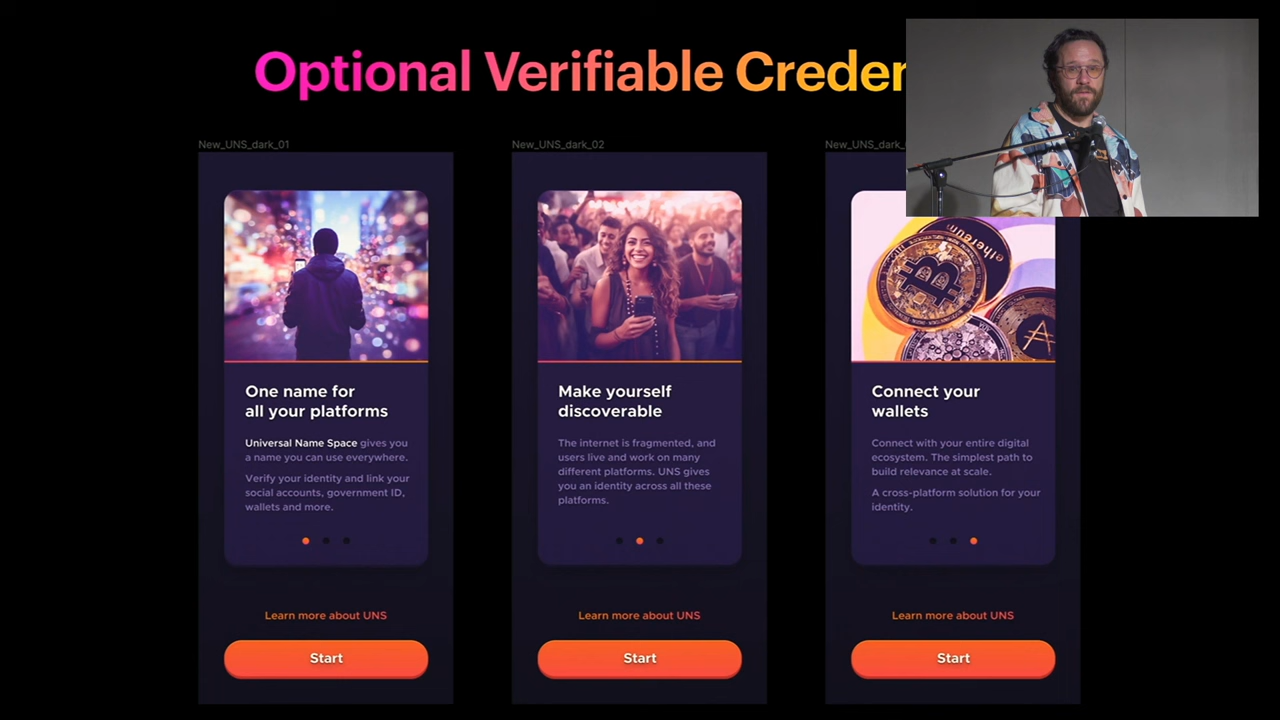 Optional Verifiable Creden
New_UNS_dark_01
New_UNS_dark_02
New_UNS_dark_
One name for
all your platforms
Universal Name Space gives you
a name you can use everywhere.
Verify your identity and link your
social accounts, government ID,
wallets and more.
Learn more about UNS
Start
Make yourself
discoverable
The internet is fragmented, and
users live and work on many
different platforms. UNS gives
you an identity across all these
platforms.
Learn more about UNS
Start
ethereum
Connect your
wallets
Connect with your entire digital
ecosystem. The simplest path to
build relevance at scale.
A cross-platform solution for your
identity.
Learn more about UNS
Start